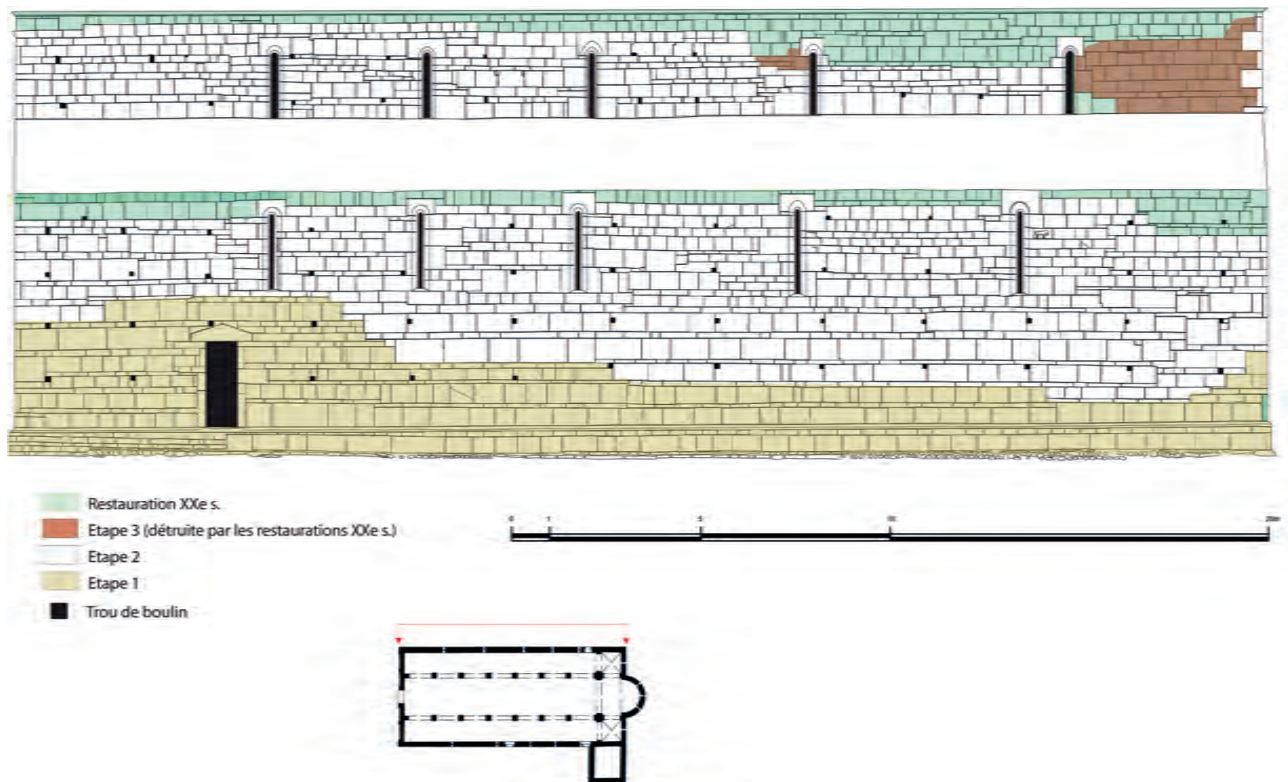 Restauration XXe s.
Etape 3 (détruite par les restaurations XXe s.)
Etape 2
Etape 1
Trou de boulin
0 1 5 10 20m